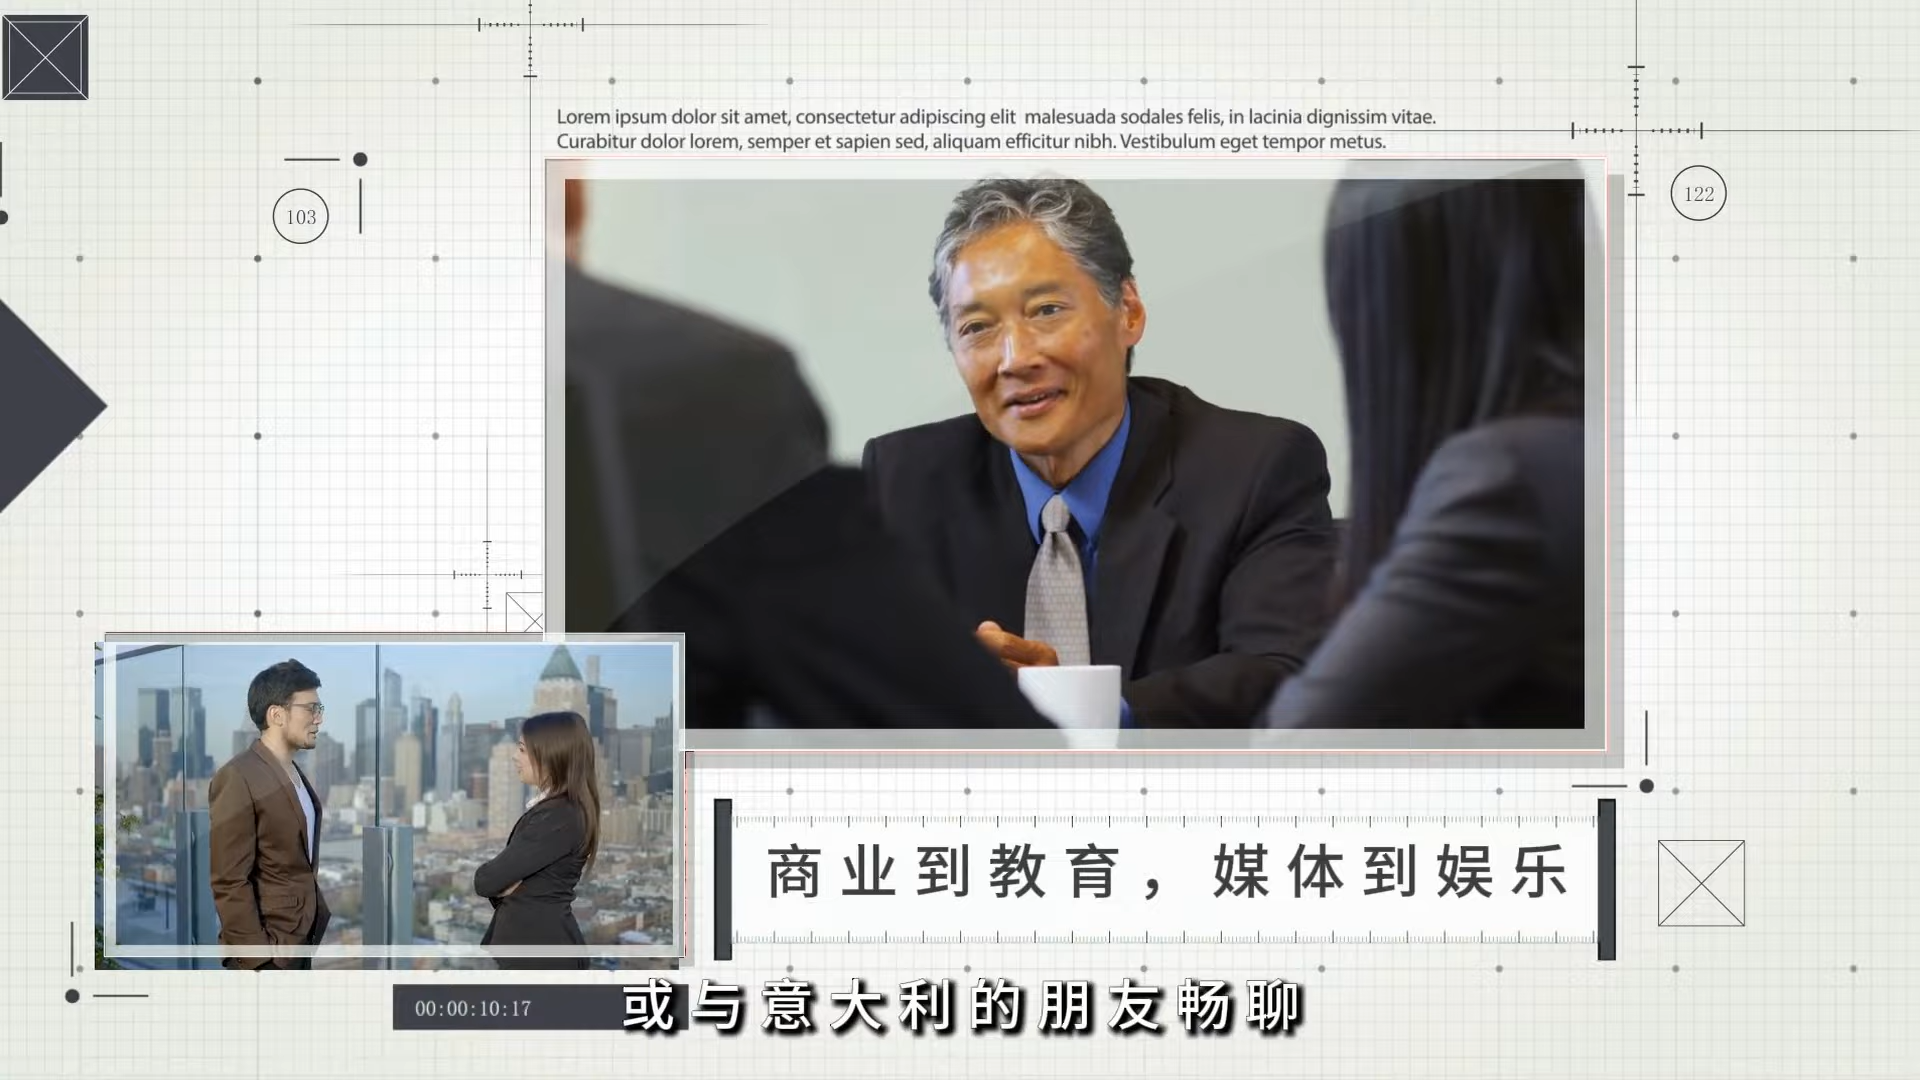 Lorem ipsum dolor sit amet, consectetur adipiscing elit malesuada sodales felis, in lacinia dignissim vitae.
Curabitur dolor lorem, semper et sapien sed, aliquam efficitur nibh. Vestibulum eget tempor metus.
103
122
商业到教育，媒体到娱乐
00:00:10:17
或与意大利的朋友畅聊